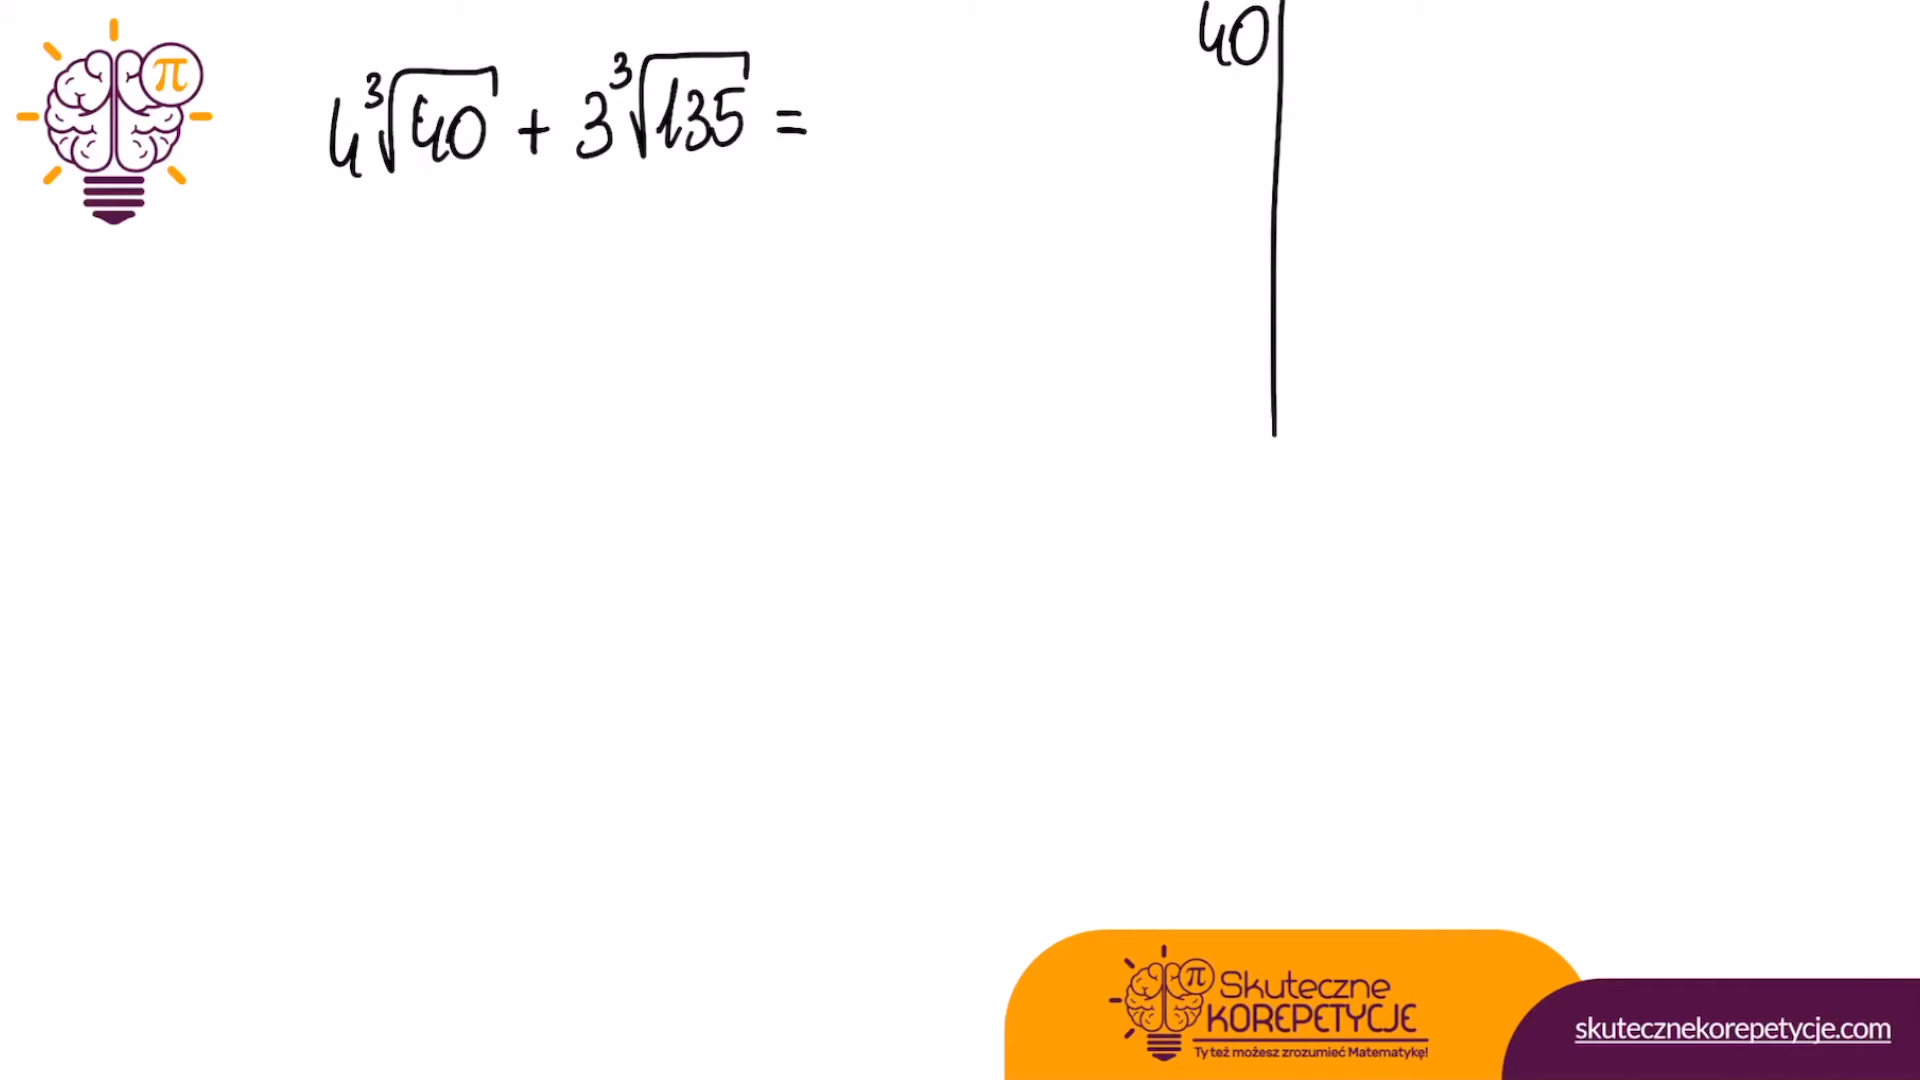 π
4∛40 + 3∛135 =
40
π
Skuteczne
KOREPETYCJE
Ty też możesz zrozumieć Matematykę!
skutecznekorepetycje.com